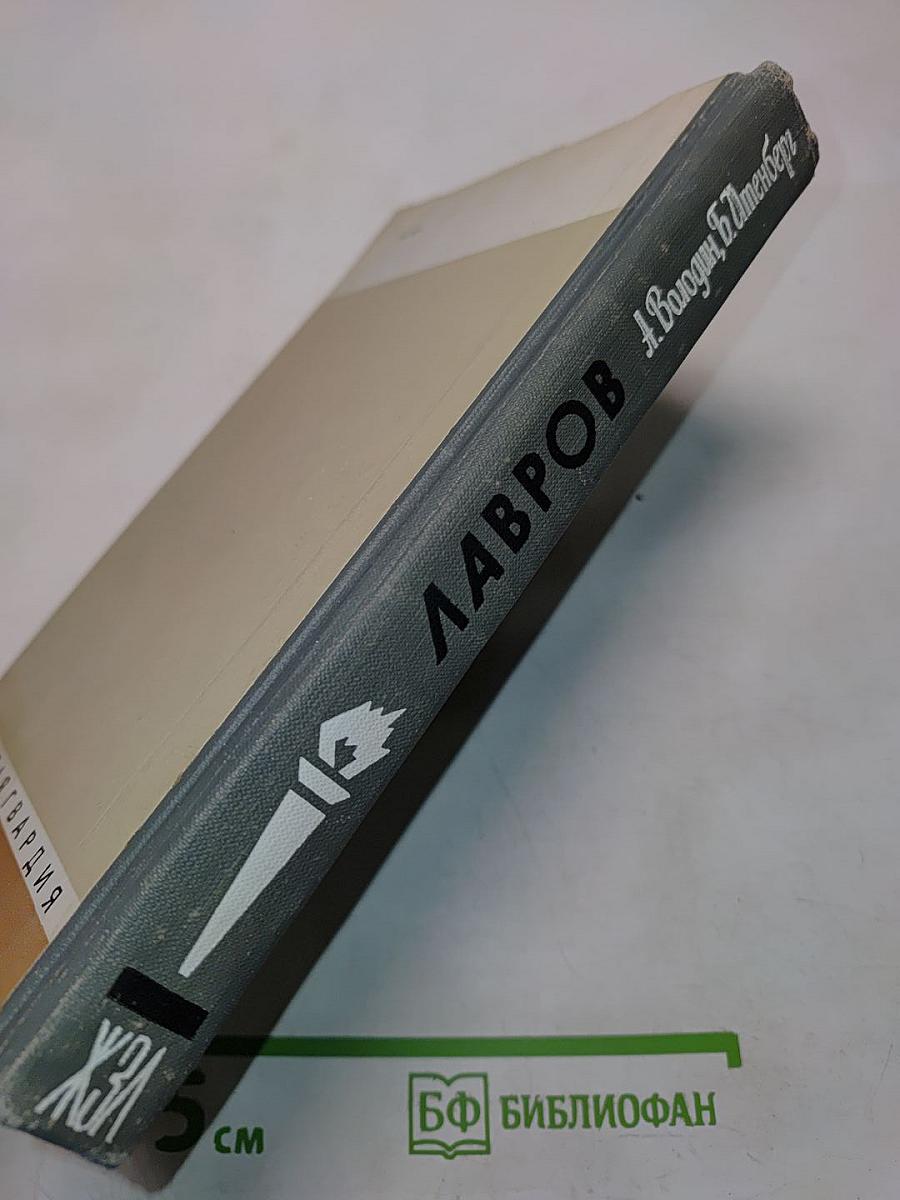 А. Володин, Б. Итенберг
ЛАВРОВ
ЖЗЛ
ГВАРДИЯ
5 см
БФ БИБЛИОФАН